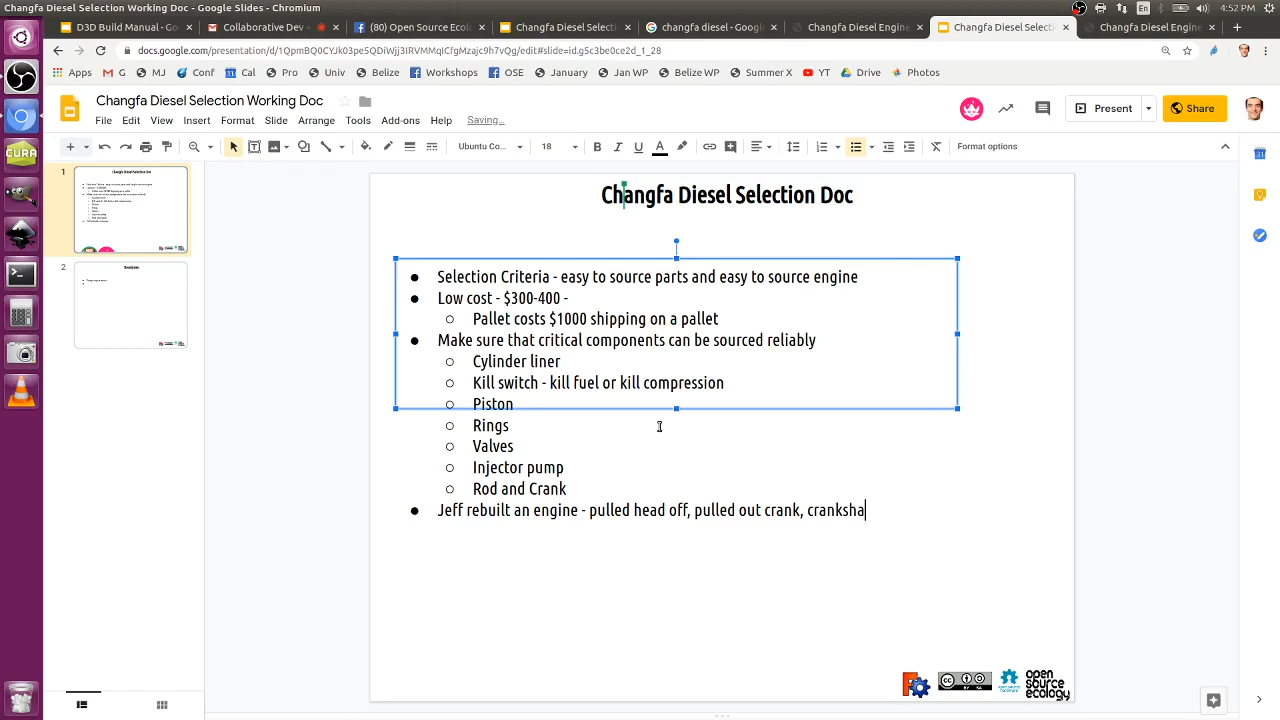 Changfa Diesel Selection Working Doc - Google Slides - Chromium
En 4:52 PM
D3D Build Manual - Go
Collaborative Dev
(80) Open Source Ecol
Changfa Diesel Selecti
changfa diesel - Googl
Changfa Diesel Engine
Changfa Diesel Selecti
Changfa Diesel Engine
docs.google.com/presentation/d/1QpmBQ0CYJk03pe5QDiWjj3IRVMMqICfgMzajc9h7vQg/edit#slide=id.g5c3be0ce2d_1_28
Apps G MJ Conf Cal Pro Univ Belize Workshops OSE January Jan WP Belize WP Summer X YT Drive Photos
Changfa Diesel Selection Working Doc
File Edit View Insert Format Slide Arrange Tools Add-ons Help Saving...
Present
Share
Ubuntu Co... 18 Format options
1
2
Changfa Diesel Selection Doc
● Selection Criteria - easy to source parts and easy to source engine
● Low cost - $300-400 -
○ Pallet costs $1000 shipping on a pallet
● Make sure that critical components can be sourced reliably
○ Cylinder liner
○ Kill switch - kill fuel or kill compression
○ Piston
○ Rings
○ Valves
○ Injector pump
○ Rod and Crank
● Jeff rebuilt an engine - pulled head off, pulled out crank, cranksha
open
source
ecology